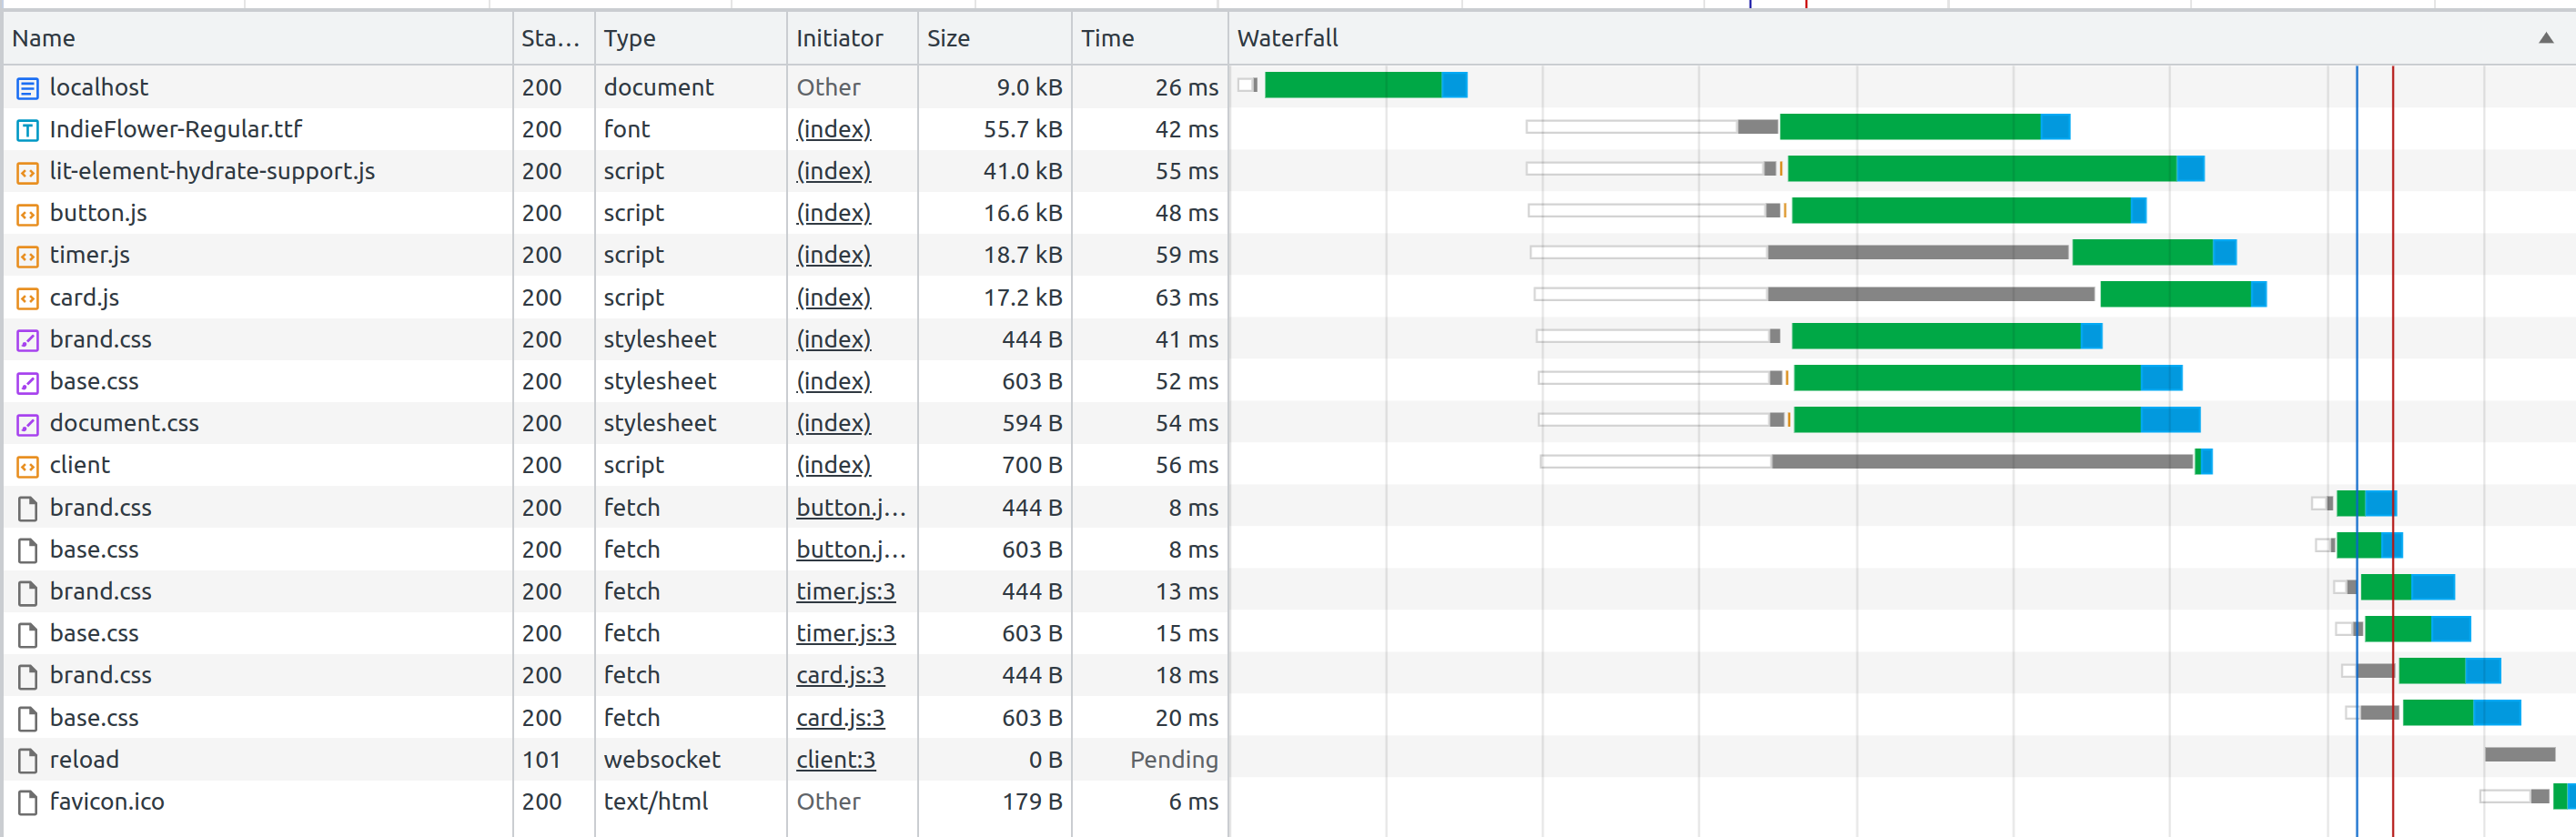 Name Sta... Type Initiator Size Time Waterfall
localhost 200 document Other 9.0 kB 26 ms
IndieFlower-Regular.ttf 200 font (index) 55.7 kB 42 ms
lit-element-hydrate-support.js 200 script (index) 41.0 kB 55 ms
button.js 200 script (index) 16.6 kB 48 ms
timer.js 200 script (index) 18.7 kB 59 ms
card.js 200 script (index) 17.2 kB 63 ms
brand.css 200 stylesheet (index) 444 B 41 ms
base.css 200 stylesheet (index) 603 B 52 ms
document.css 200 stylesheet (index) 594 B 54 ms
client 200 script (index) 700 B 56 ms
brand.css 200 fetch button.j... 444 B 8 ms
base.css 200 fetch button.j... 603 B 8 ms
brand.css 200 fetch timer.js:3 444 B 13 ms
base.css 200 fetch timer.js:3 603 B 15 ms
brand.css 200 fetch card.js:3 444 B 18 ms
base.css 200 fetch card.js:3 603 B 20 ms
reload 101 websocket client:3 0 B Pending
favicon.ico 200 text/html Other 179 B 6 ms